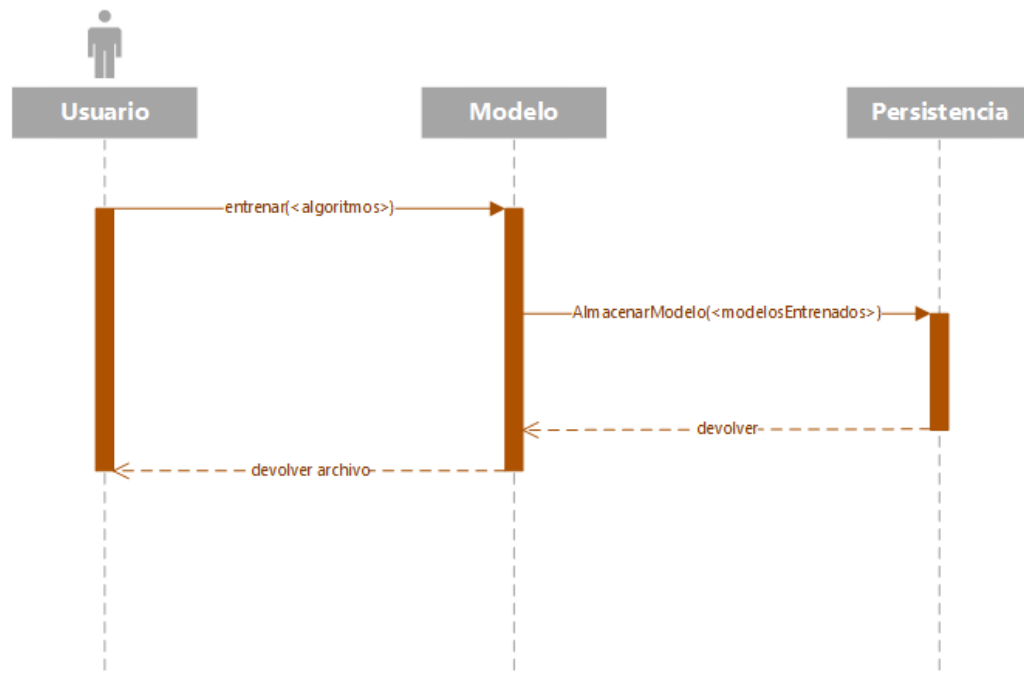 Usuario
Modelo
Persistencia
entrenar(<algoritmos>)
AlmacenarModelo(<modelosEntrenados>)
devolver
devolver archivo